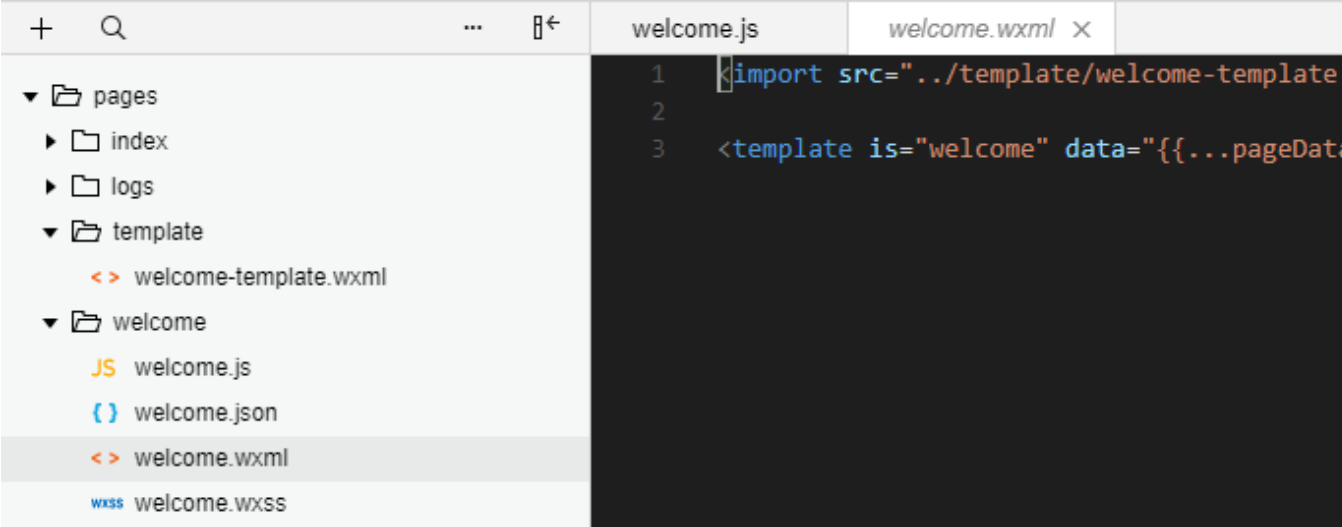 welcome.js welcome.wxml
pages
index
logs
template
welcome-template.wxml
welcome
JS welcome.js
{ } welcome.json
< > welcome.wxml
wxss welcome.wxss
1 <import src="../template/welcome-template
2
3 <template is="welcome" data="{{...pageData